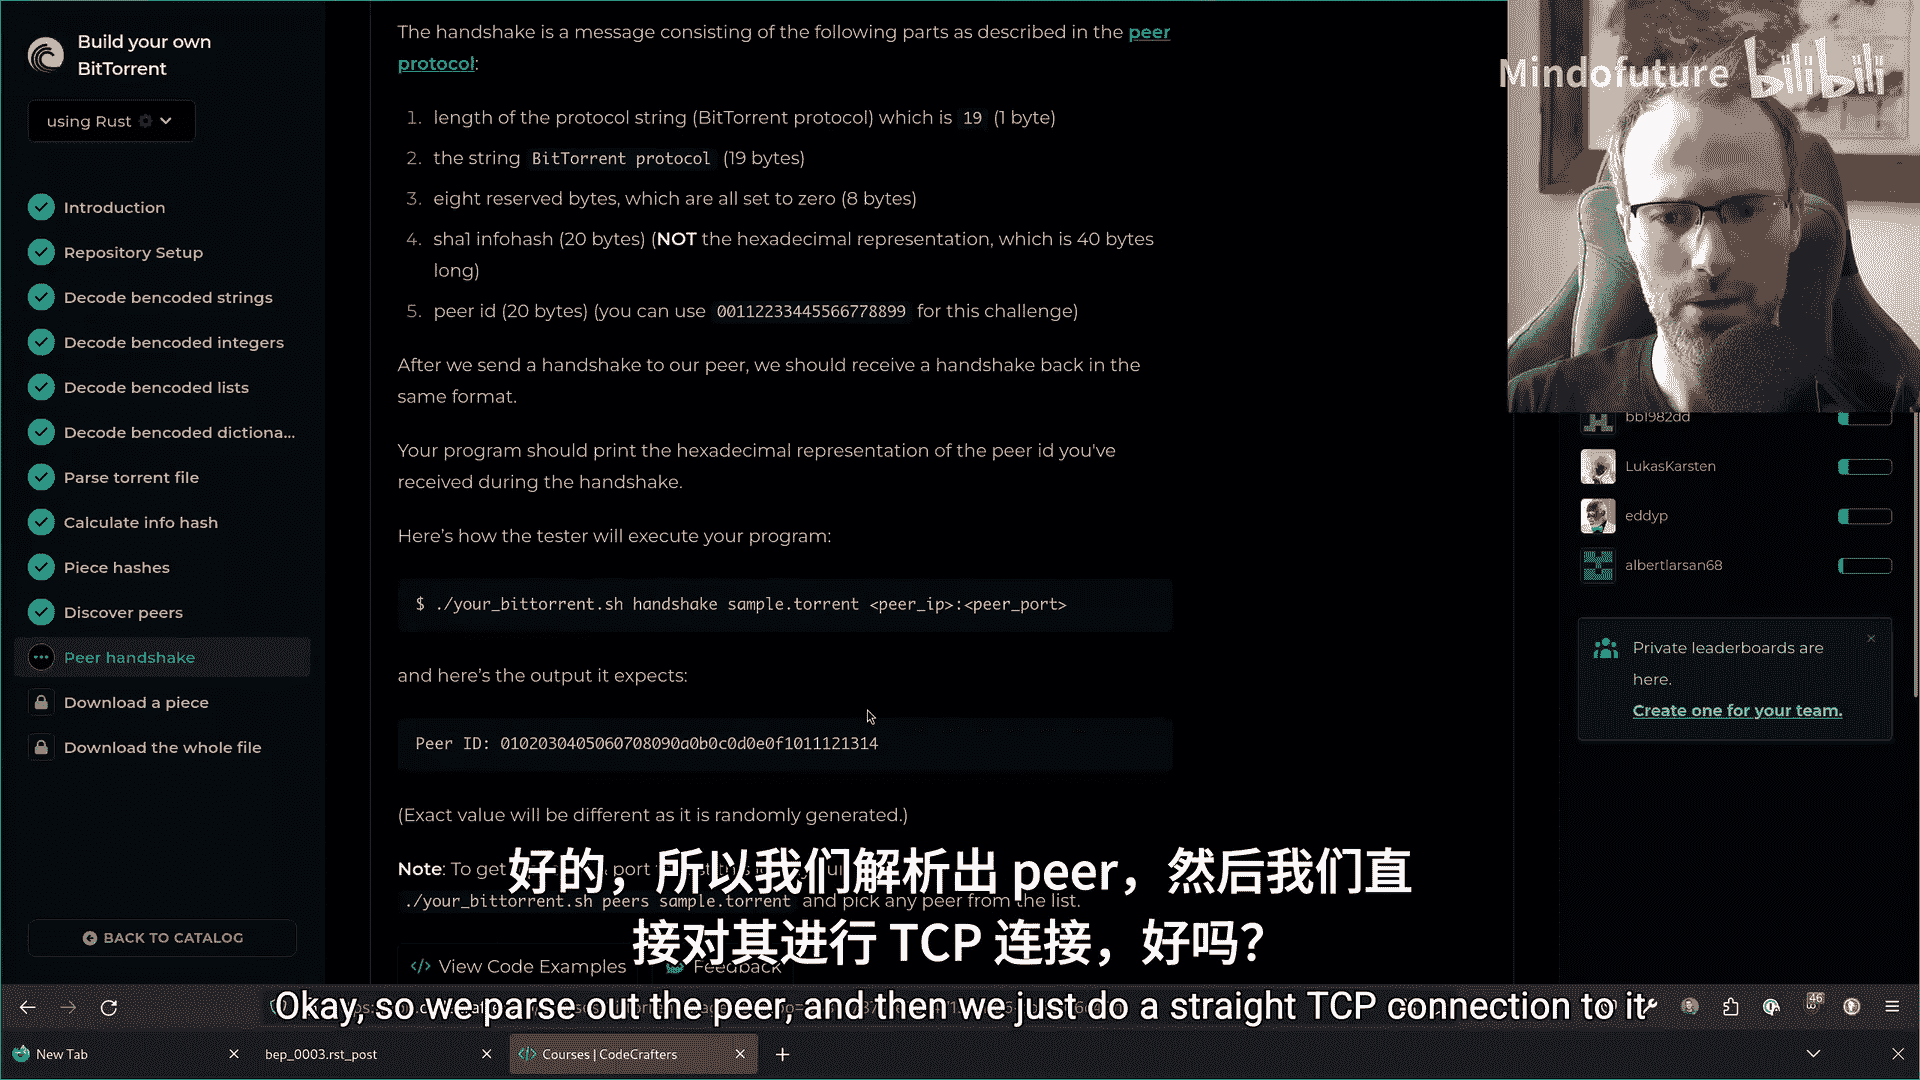 Build your own
BitTorrent
using Rust
Introduction
Repository Setup
Decode bencoded strings
Decode bencoded integers
Decode bencoded lists
Decode bencoded dictiona...
Parse torrent file
Calculate info hash
Piece hashes
Discover peers
Peer handshake
Download a piece
Download the whole file
BACK TO CATALOG
The handshake is a message consisting of the following parts as described in the peer
protocol:
1. length of the protocol string (BitTorrent protocol) which is 19 (1 byte)
2. the string BitTorrent protocol (19 bytes)
3. eight reserved bytes, which are all set to zero (8 bytes)
4. sha1 infohash (20 bytes) (NOT the hexadecimal representation, which is 40 bytes
long)
5. peer id (20 bytes) (you can use 00112233445566778899 for this challenge)
After we send a handshake to our peer, we should receive a handshake back in the
same format.
Your program should print the hexadecimal representation of the peer id you've
received during the handshake.
Here's how the tester will execute your program:
$ ./your_bittorrent.sh handshake sample.torrent <peer_ip>:<peer_port>
and here's the output it expects:
Peer ID: 0102030405060708090a0b0c0d0e0f1011121314
(Exact value will be different as it is randomly generated.)
Note: To get
./your_bittorrent.sh peers sample.torrent and pick any peer from the list.
View Code Examples
Feedback
Mindofuture bilibili
bb1982dd
LukasKarsten
eddyp
albertlarsan68
Private leaderboards are
here.
Create one for your team.
好的，所以我们解析出 peer，然后我们直
接对其进行 TCP 连接，好吗？
Okay, so we parse out the peer, and then we just do a straight TCP connection to it
46
New Tab
bep_0003.rst_post
Courses | CodeCrafters